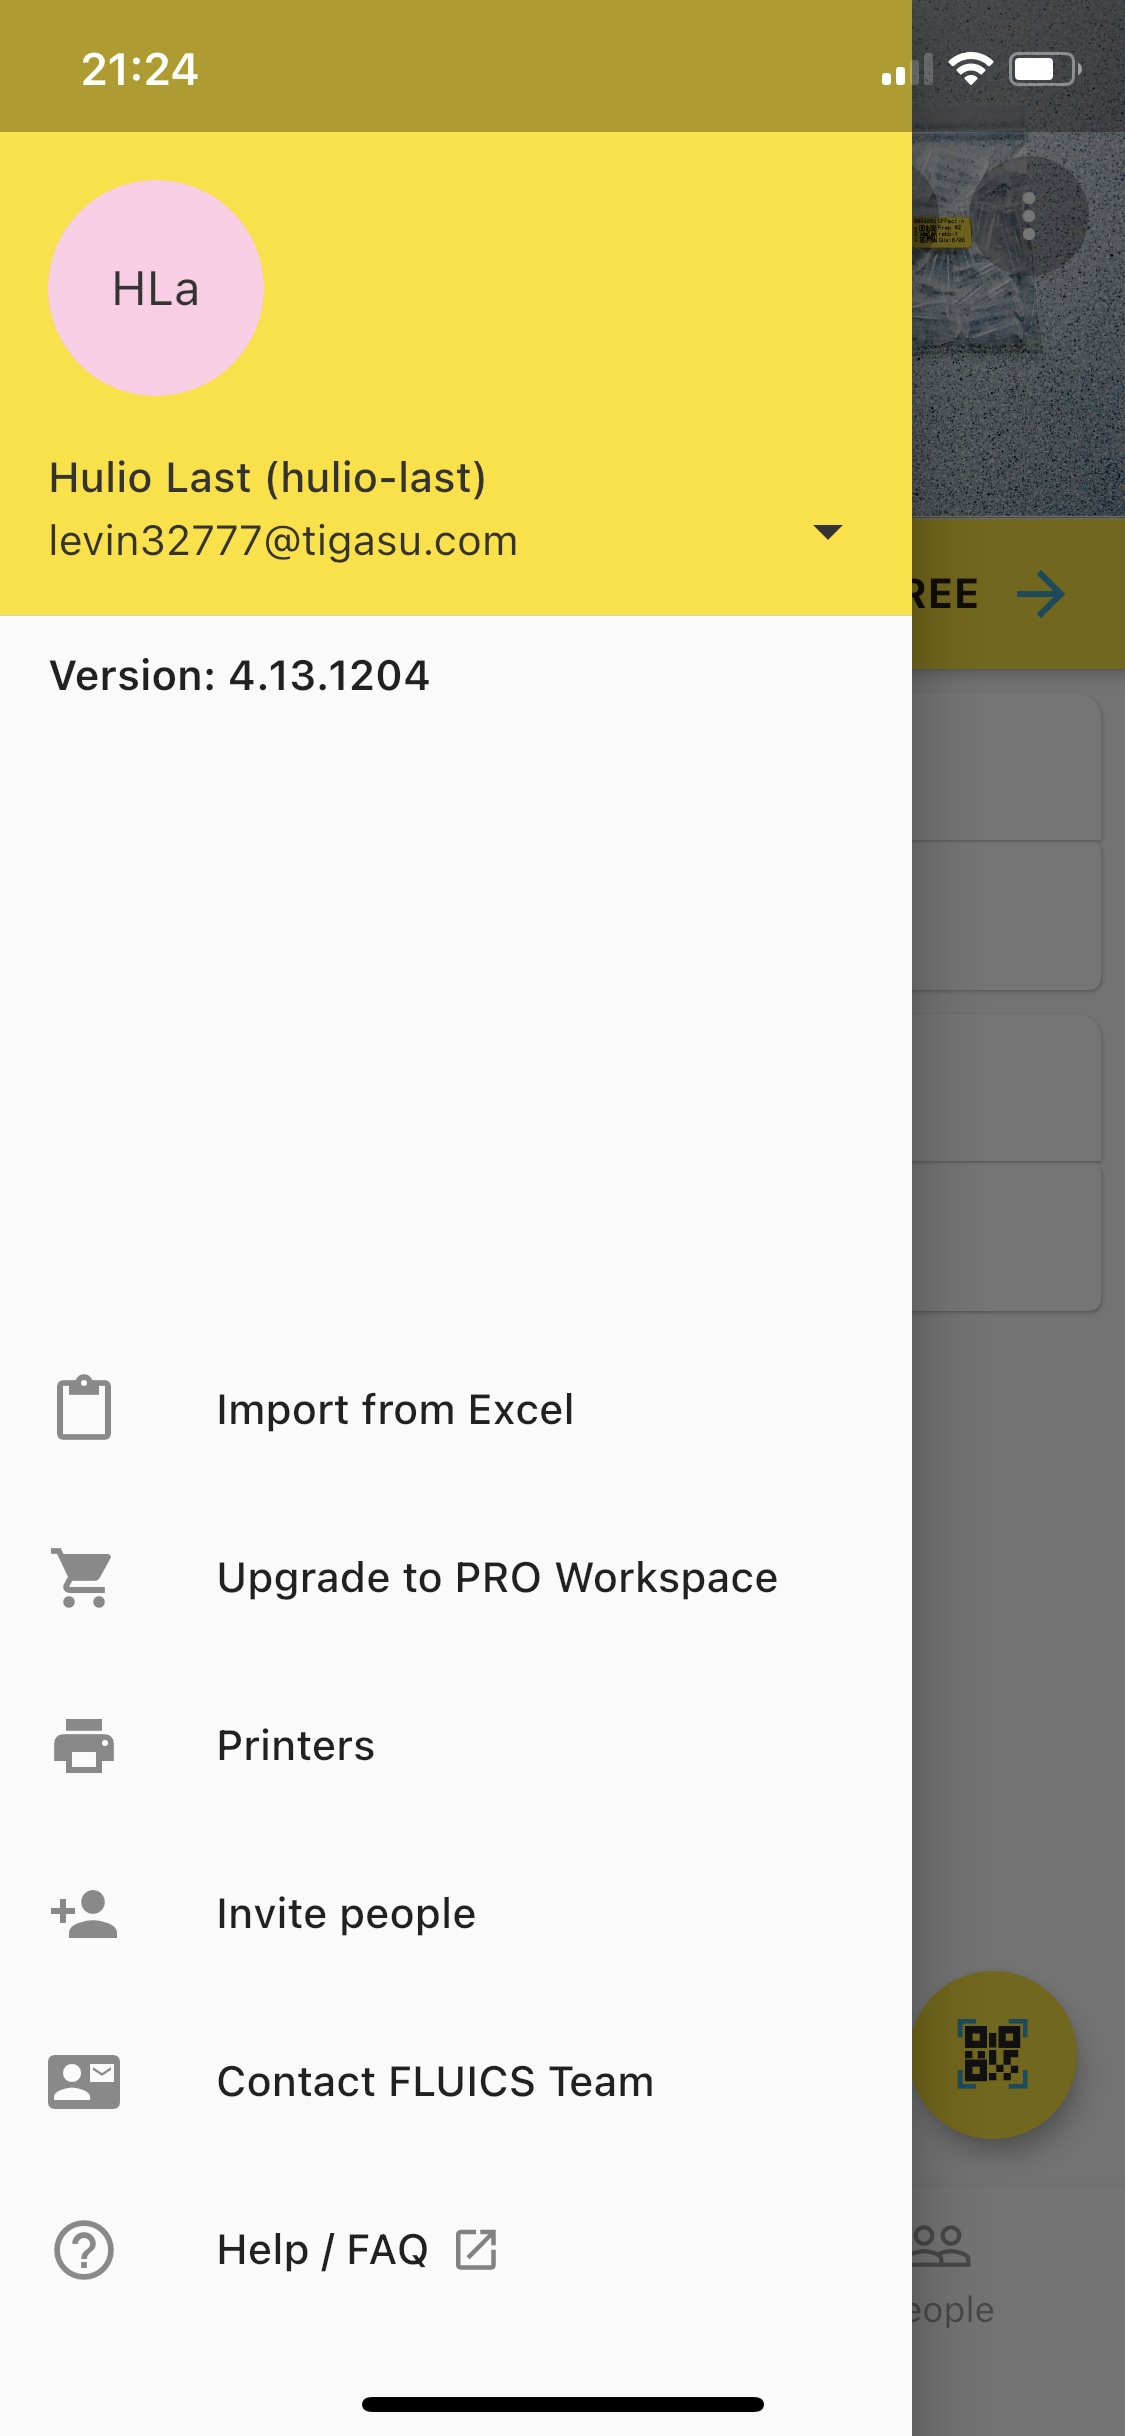 21:24
HLa
Hulio Last (hulio-last)
levin32777@tigasu.com
REE
Version: 4.13.1204
Import from Excel
Upgrade to PRO Workspace
Printers
Invite people
Contact FLUICS Team
Help / FAQ
eople